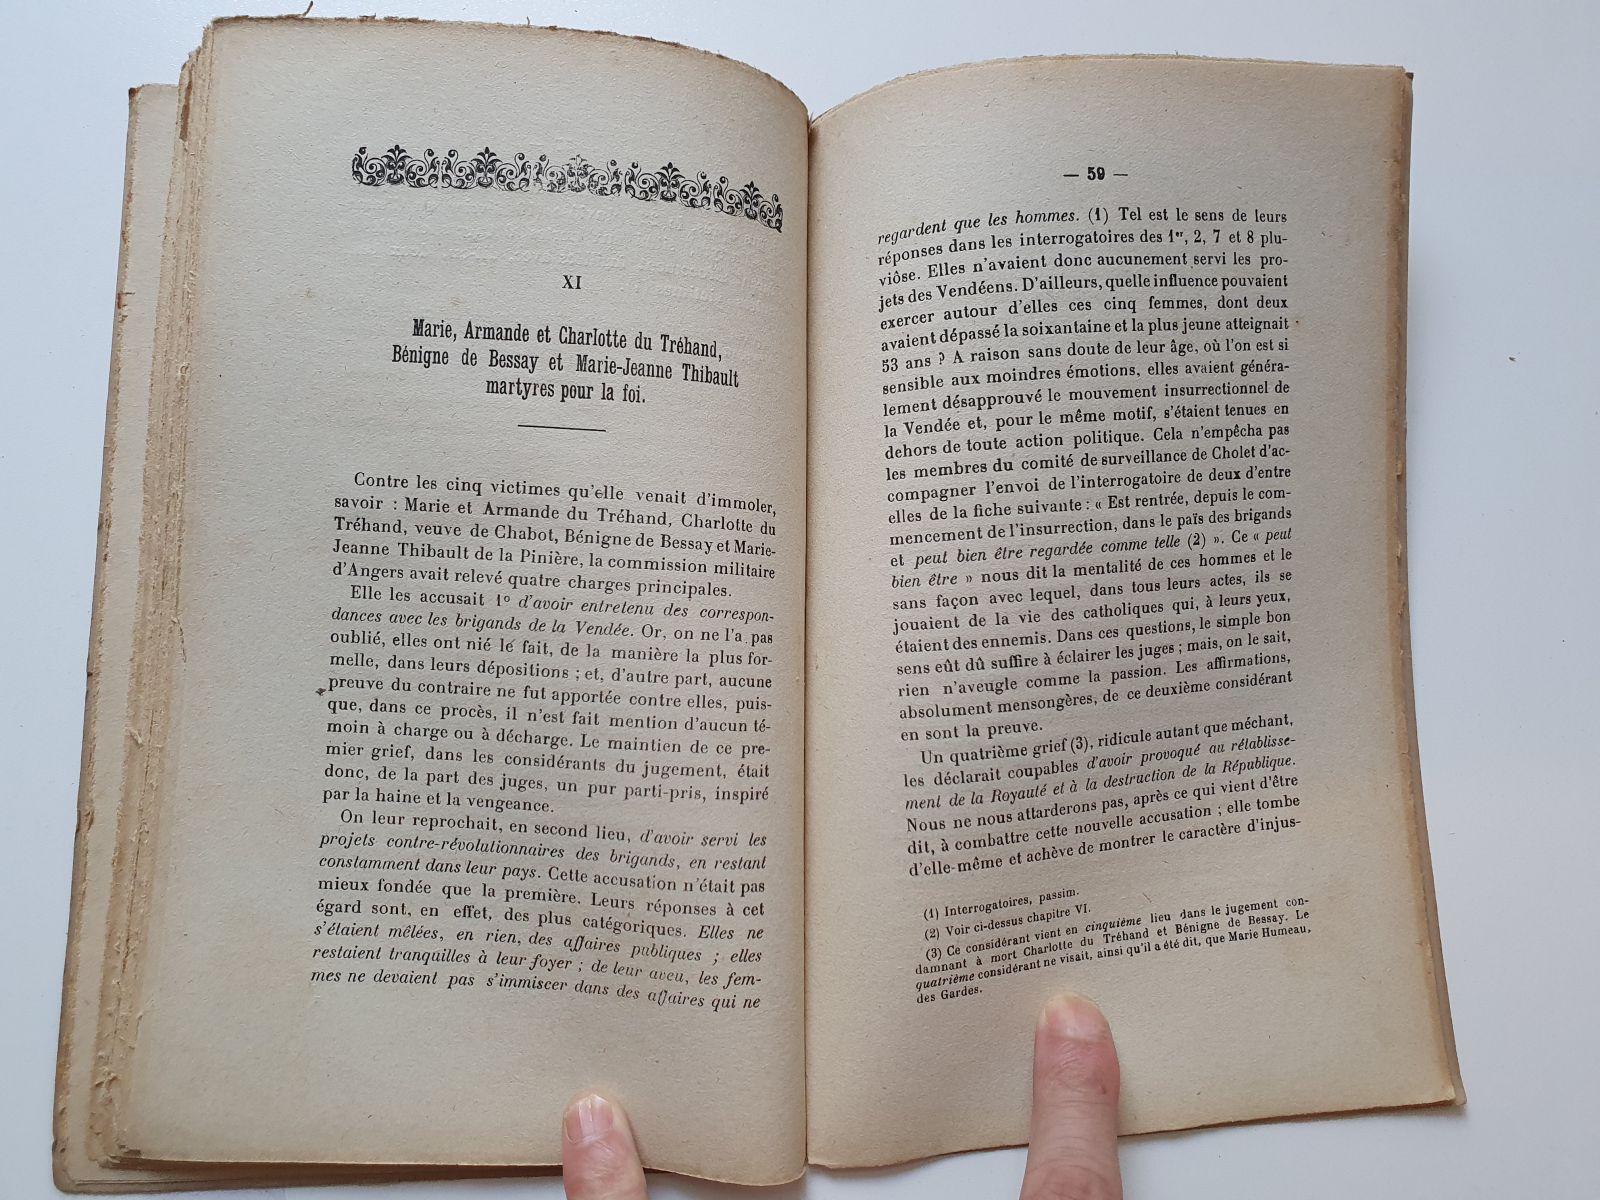 XI
Marie, Armande et Charlotte du Tréhand,
Bénigne de Bessay et Marie-Jeanne Thibault
martyres pour la foi.
Contre les cinq victimes qu'elle venait d'immoler,
savoir : Marie et Armande du Tréhand, Charlotte du
Tréhand, veuve de Chabot, Bénigne de Bessay et Marie-
Jeanne Thibault de la Pinière, la commission militaire
d'Angers avait relevé quatre charges principales.
Elle les accusait 1° d'avoir entretenu des correspon-
dances avec les brigands de la Vendée. Or, on ne l'a pas
oublié, elles ont nié le fait, de la manière la plus for-
melle, dans leurs dépositions ; et, d'autre part, aucune
preuve du contraire ne fut apportée contre elles, puis-
que, dans ce procès, il n'est fait mention d'aucun té-
moin à charge ou à décharge. Le maintien de ce pre-
mier grief, dans les considérants du jugement, était
donc, de la part des juges, un pur parti-pris, inspiré
par la haine et la vengeance.
On leur reprochait, en second lieu, d'avoir servi les
projets contre-révolutionnaires des brigands, en restant
constamment dans leur pays. Cette accusation n'était pas
mieux fondée que la première. Leurs réponses à cet
égard sont, en effet, des plus catégoriques. Elles ne
s'étaient mêlées, en rien, des affaires publiques ; elles
restaient tranquilles à leur foyer ; de leur aveu, les fem-
mes ne devaient pas s'immiscer dans des affaires qui ne
— 59 —
regardent que les hommes. (1) Tel est le sens de leurs
réponses dans les interrogatoires des 1er, 2, 7 et 8 plu-
viôse. Elles n'avaient donc aucunement servi les pro-
jets des Vendéens. D'ailleurs, quelle influence pouvaient
exercer autour d'elles ces cinq femmes, dont deux
avaient dépassé la soixantaine et la plus jeune atteignait
53 ans ? A raison sans doute de leur âge, où l'on est si
sensible aux moindres émotions, elles avaient généra-
lement désapprouvé le mouvement insurrectionnel de
la Vendée et, pour le même motif, s'étaient tenues en
dehors de toute action politique. Cela n'empêcha pas
les membres du comité de surveillance de Cholet d'ac-
compagner l'envoi de l'interrogatoire de deux d'entre
elles de la fiche suivante : « Est rentrée, depuis le com-
mencement de l'insurrection, dans le païs des brigands
et peut bien être regardée comme telle (2) ». Ce « peut
bien être » nous dit la mentalité de ces hommes et le
sans façon avec lequel, dans tous leurs actes, ils se
jouaient de la vie des catholiques qui, à leurs yeux,
étaient des ennemis. Dans ces questions, le simple bon
sens eût dû suffire à éclairer les juges ; mais, on le sait,
rien n'aveugle comme la passion. Les affirmations,
absolument mensongères, de ce deuxième considérant
en sont la preuve.
Un quatrième grief (3), ridicule autant que méchant,
les déclarait coupables d'avoir provoqué au rétablisse-
ment de la Royauté et à la destruction de la République.
Nous ne nous attarderons pas, après ce qui vient d'être
dit, à combattre cette nouvelle accusation ; elle tombe
d'elle-même et achève de montrer le caractère d'injus-
(1) Interrogatoires, passim.
(2) Voir ci-dessus chapitre VI.
(3) Ce considérant vient en cinquième lieu dans le jugement con-
damnant à mort Charlotte du Tréhand et Bénigne de Bessay. Le
quatrième considérant ne visait, ainsi qu'il a été dit, que Marie Humeau,
des Gardes.